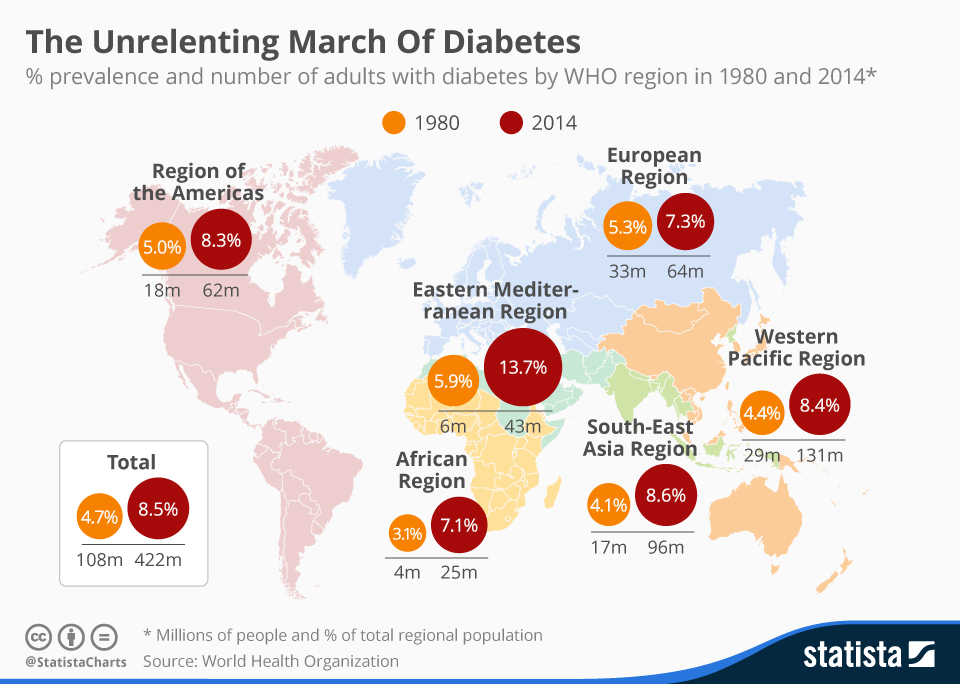 The Unrelenting March Of Diabetes
% prevalence and number of adults with diabetes by WHO region in 1980 and 2014*
1980 2014
Region of
the Americas
5.0% 8.3%
18m 62m
European
Region
5.3% 7.3%
33m 64m
Eastern Mediter-
ranean Region
5.9% 13.7%
6m 43m
Western
Pacific Region
4.4% 8.4%
29m 131m
South-East
Asia Region
4.1% 8.6%
17m 96m
African
Region
3.1% 7.1%
4m 25m
Total
4.7% 8.5%
108m 422m
cc
@StatistaCharts
* Millions of people and % of total regional population
Source: World Health Organization
statista